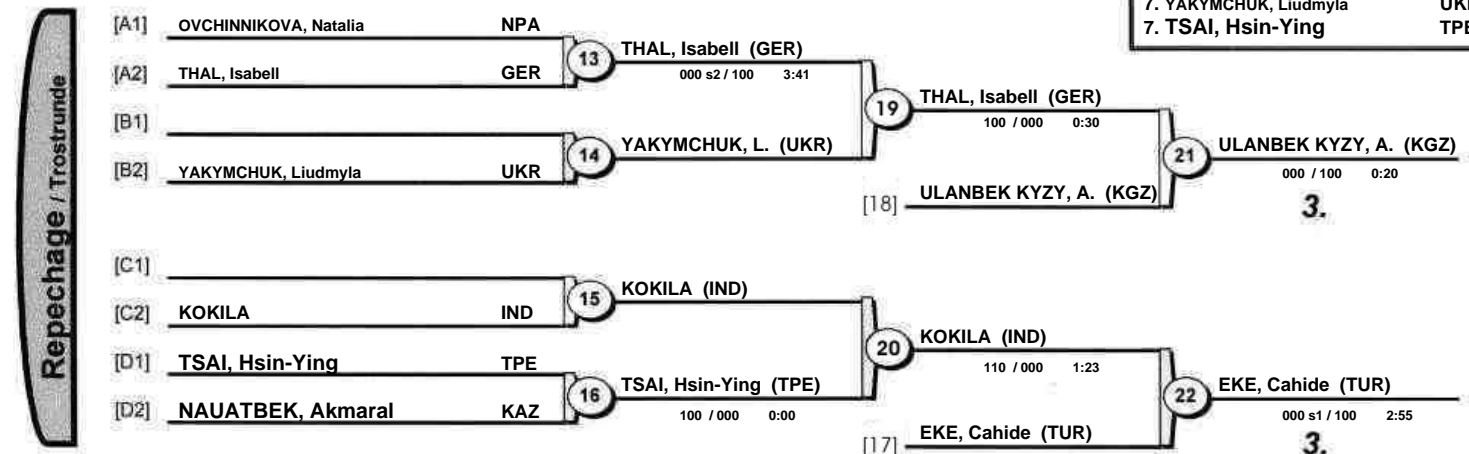 7. YAKYMCHUK, Liudmyla
7. TSAI, Hsin-Ying
Repechage / Trostrunde
[A1] OVCHINNIKOVA, Natalia NPA
[A2] THAL, Isabell GER
13
THAL, Isabell (GER)
000 s2 / 100 3:41
[B1]
[B2] YAKYMCHUK, Liudmyla UKR
14
YAKYMCHUK, L. (UKR)
19
THAL, Isabell (GER)
100 / 000 0:30
[18] ULANBEK KYZY, A. (KGZ)
21
ULANBEK KYZY, A. (KGZ)
000 / 100 0:20
3.
[C1]
[C2] KOKILA IND
15
KOKILA (IND)
[D1] TSAI, Hsin-Ying TPE
[D2] NAUATBEK, Akmaral KAZ
16
TSAI, Hsin-Ying (TPE)
100 / 000 0:00
20
KOKILA (IND)
110 / 000 1:23
[17] EKE, Cahide (TUR)
22
EKE, Cahide (TUR)
000 s1 / 100 2:55
3.